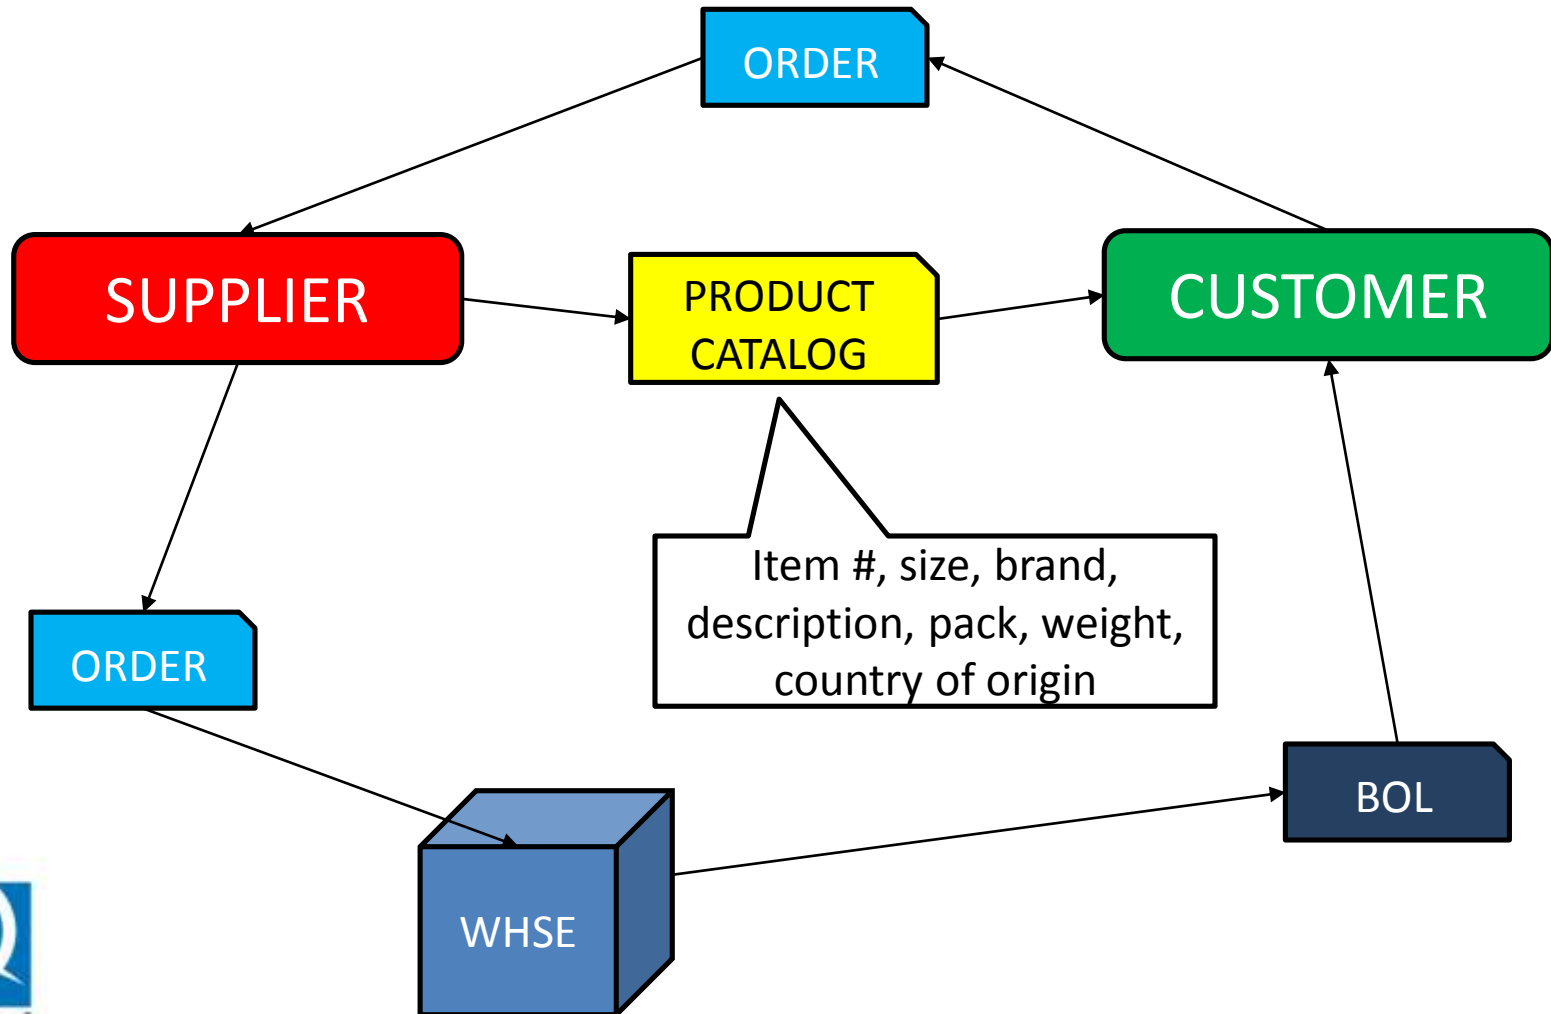 ORDER
SUPPLIER
PRODUCT
CATALOG
CUSTOMER
Item #, size, brand,
description, pack, weight,
country of origin
ORDER
BOL
WHSE